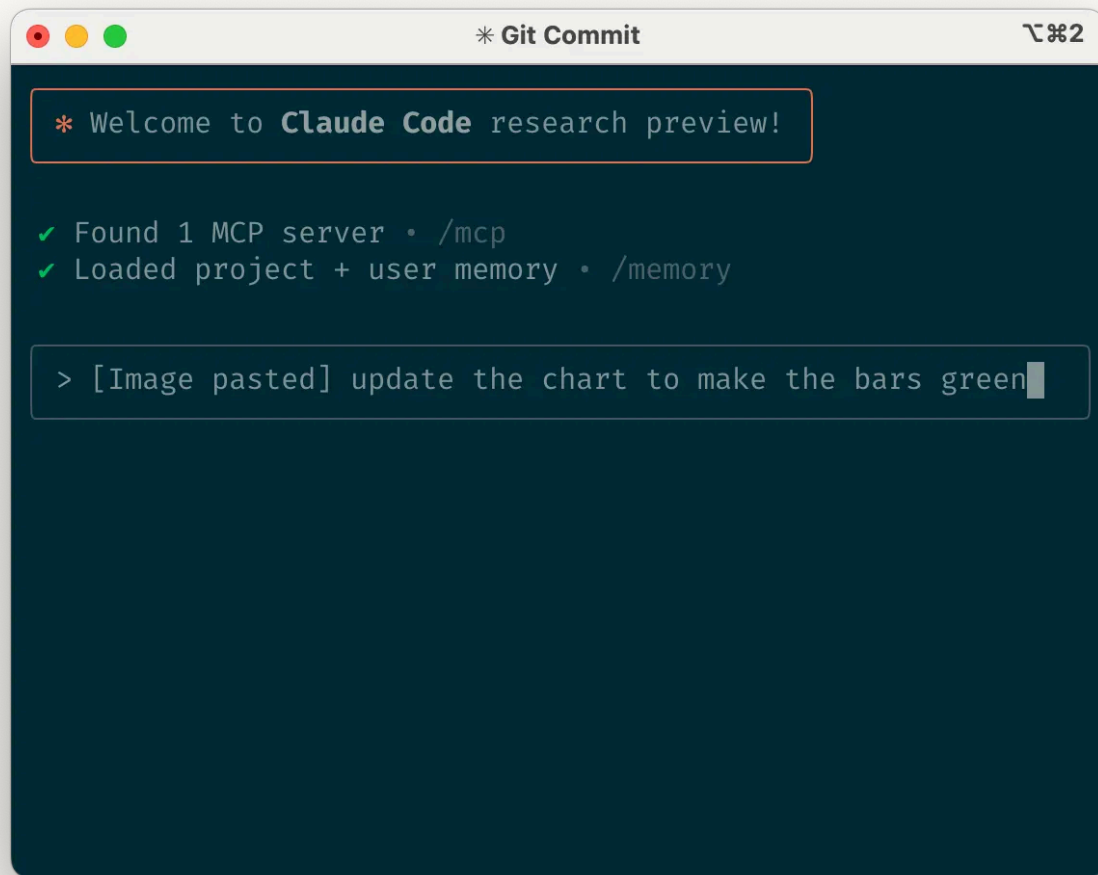 ✳ Git Commit ⌥⌘2
✻ Welcome to Claude Code research preview!
✔ Found 1 MCP server • /mcp
✔ Loaded project + user memory • /memory
> [Image pasted] update the chart to make the bars green